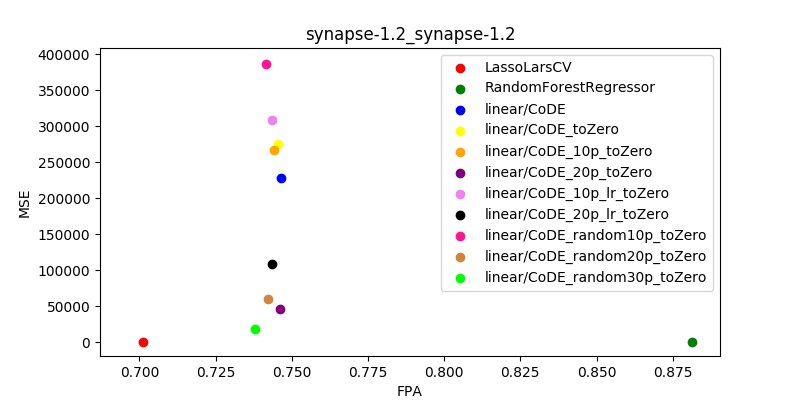 synapse-1.2_synapse-1.2
MSE
400000
350000
300000
250000
200000
150000
100000
50000
0
LassoLarsCV
RandomForestRegressor
linear/CoDE
linear/CoDE_toZero
linear/CoDE_10p_toZero
linear/CoDE_20p_toZero
linear/CoDE_10p_lr_toZero
linear/CoDE_20p_lr_toZero
linear/CoDE_random10p_toZero
linear/CoDE_random20p_toZero
linear/CoDE_random30p_toZero
0.700 0.725 0.750 0.775 0.800 0.825 0.850 0.875
FPA